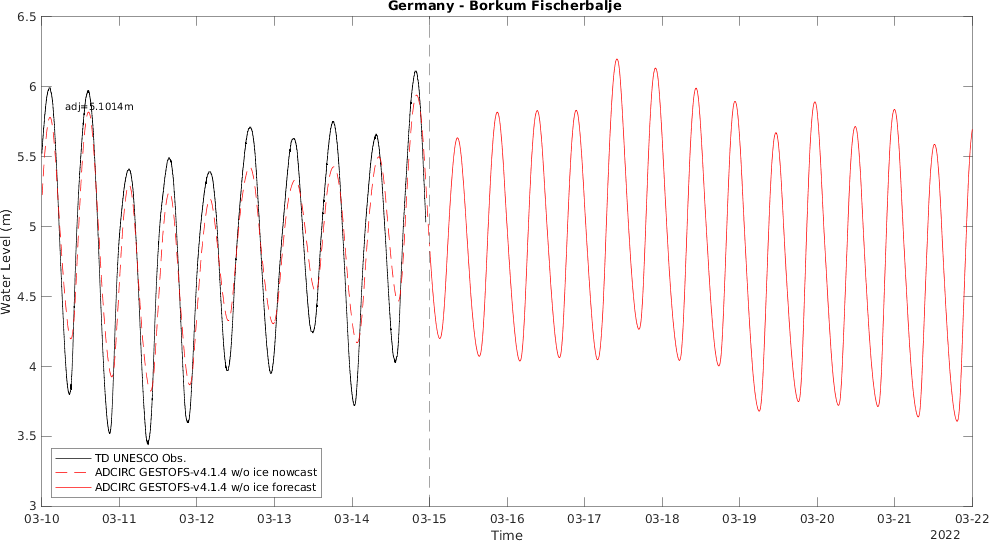 Germany - Borkum Fischerbalje
6.5
6
5.5
5
4.5
4
3.5
3
Water Level (m)
adj=5.1014m
TD UNESCO Obs.
ADCIRC GESTOFS-v4.1.4 w/o ice nowcast
ADCIRC GESTOFS-v4.1.4 w/o ice forecast
03-10 03-11 03-12 03-13 03-14 03-15 03-16 03-17 03-18 03-19 03-20 03-21 03-22
Time
2022